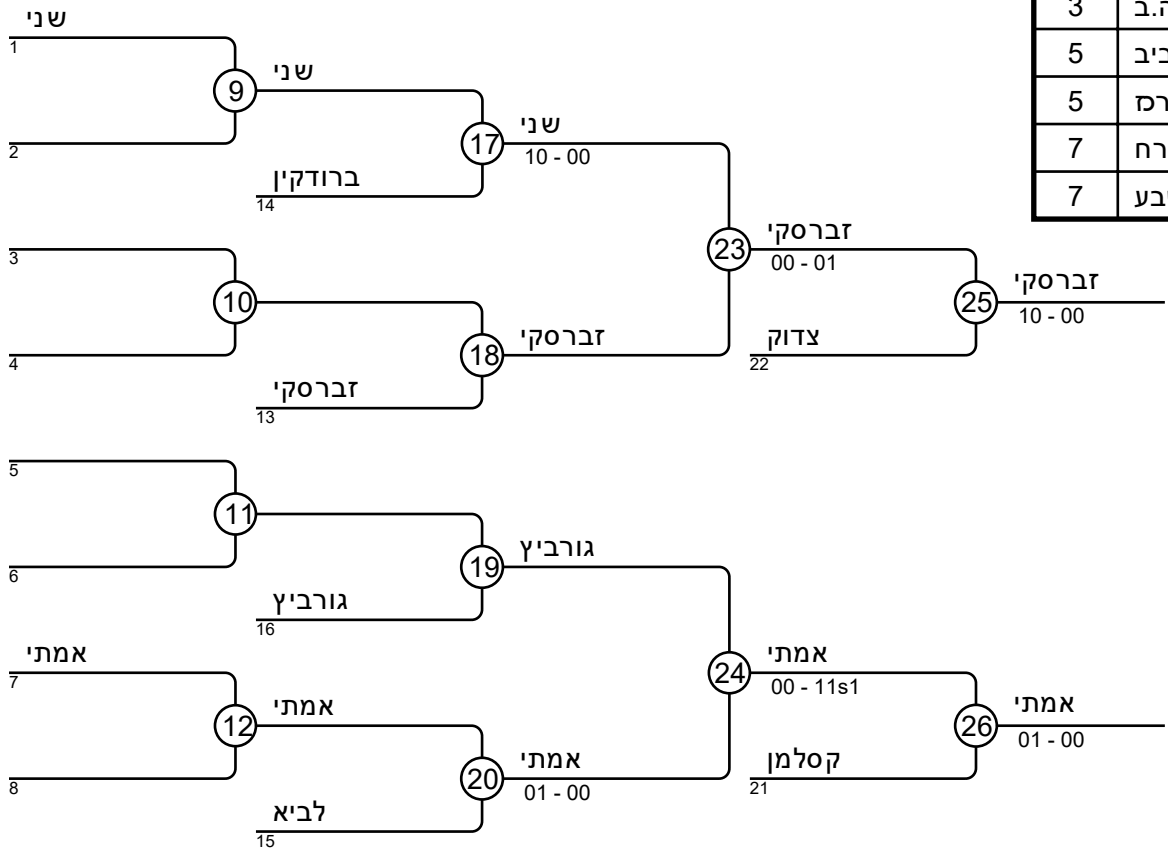 שני
1
9
שני
2
17
שני
10 - 00
ברודקין
14
3
10
4
18
זברסקי
זברסקי
13
23
זברסקי
00 - 01
צדוק
22
25
זברסקי
10 - 00
5
11
6
19
גורביץ
גורביץ
16
אמתי
7
12
אמתי
8
20
אמתי
01 - 00
לביא
15
24
אמתי
00 - 11s1
קסלמן
21
26
אמתי
01 - 00
3
5
5
7
7